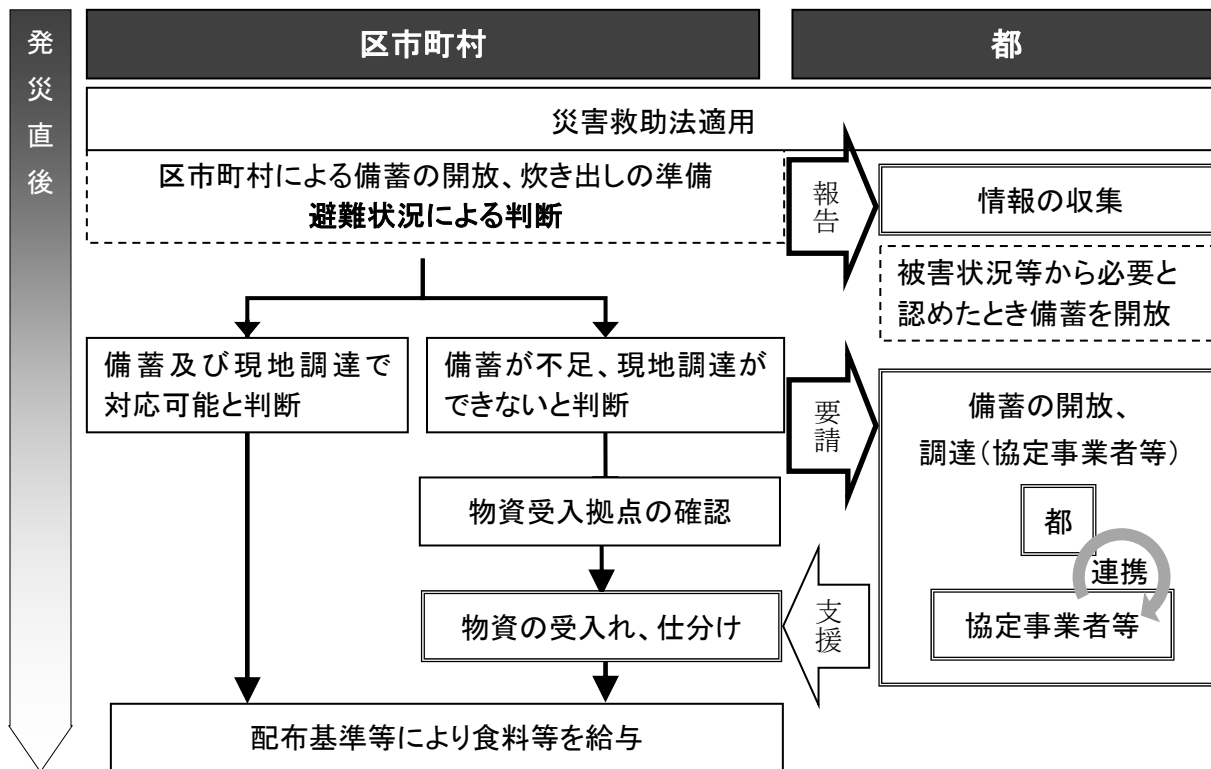 発災直後
区市町村
都
災害救助法適用
区市町村による備蓄の開放、炊き出しの準備
避難状況による判断
報告
情報の収集
被害状況等から必要と
認めたとき備蓄を開放
備蓄及び現地調達で
対応可能と判断
備蓄が不足、現地調達が
できないと判断
要請
備蓄の開放、
調達(協定事業者等)
都
連携
協定事業者等
物資受入拠点の確認
物資の受入れ、仕分け
支援
配布基準等により食料等を給与